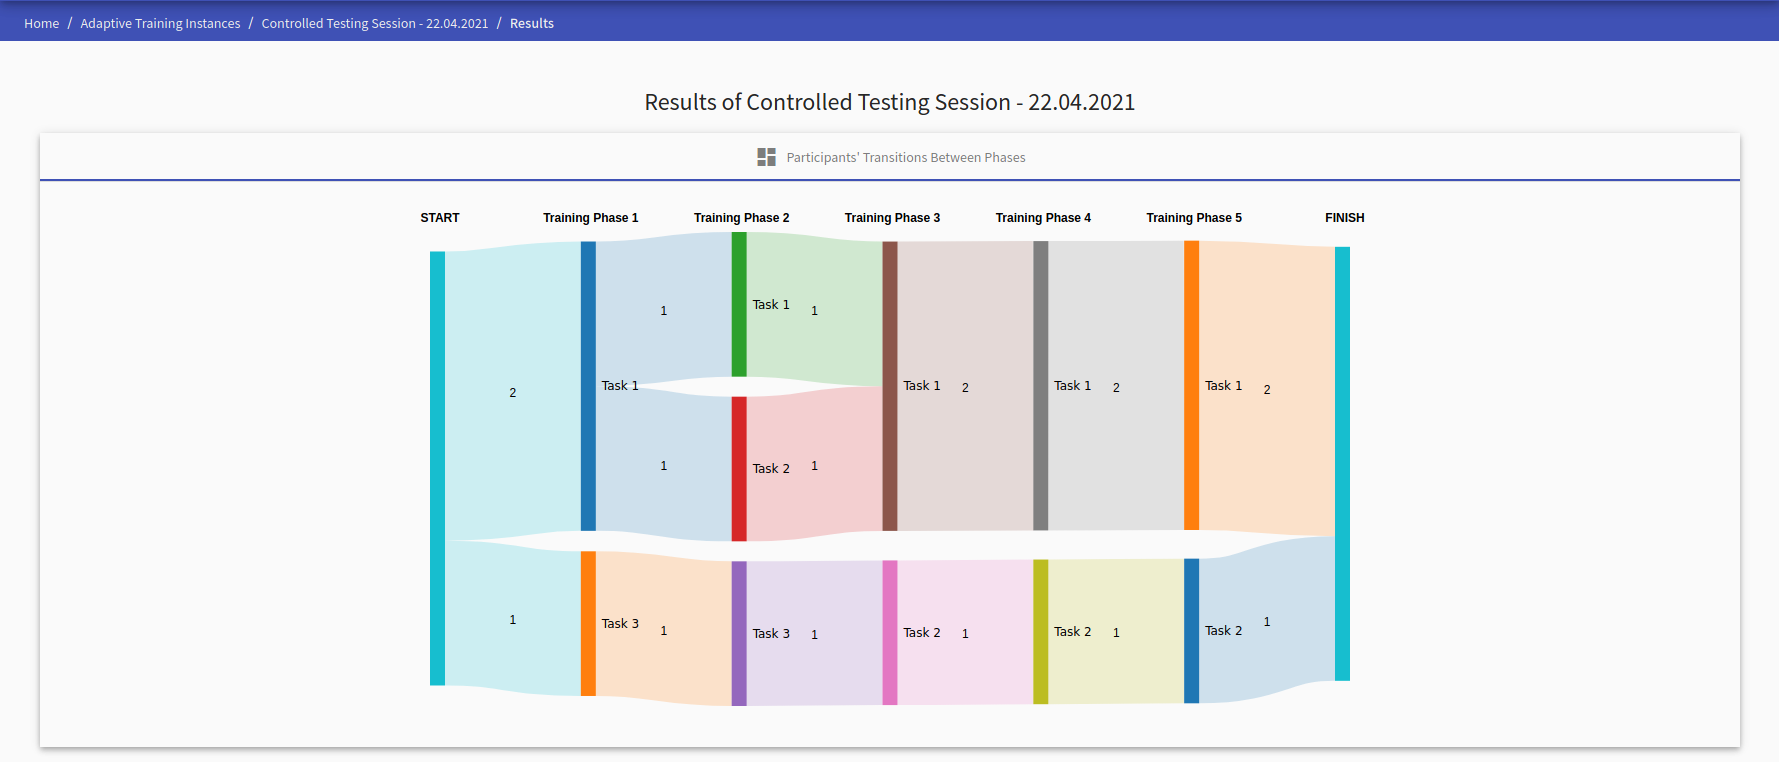 Home / Adaptive Training Instances / Controlled Testing Session - 22.04.2021 / Results
Results of Controlled Testing Session - 22.04.2021
Participants' Transitions Between Phases
START Training Phase 1 Training Phase 2 Training Phase 3 Training Phase 4 Training Phase 5 FINISH
Task 1 1
1
Task 1 Task 1 2 Task 1 2 Task 1 2
2
1 Task 2 1
1 Task 3 1
Task 3 1 Task 2 1 Task 2 1 Task 2 1